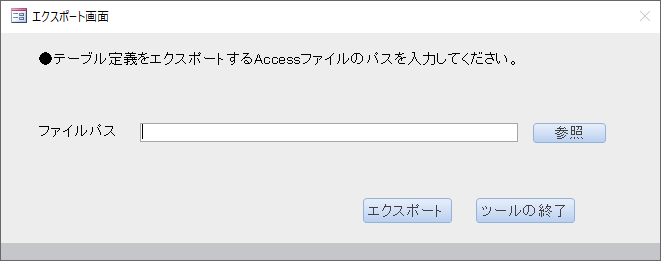 エクスポート画面
●テーブル定義をエクスポートするAccessファイルのパスを入力してください。
ファイルパス
参照
エクスポート
ツールの終了